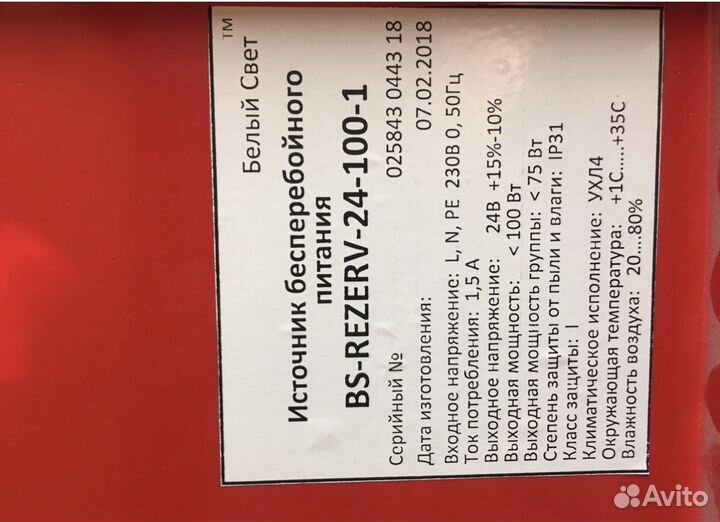 Белый Свет ™
Источник бесперебойного
питания
BS-REZERV-24-100-1
Серийный № 025843 0443 18
Дата изготовления: 07.02.2018
Входное напряжение: L, N, PE 230В 0, 50Гц
Ток потребления: 1,5 А
Выходное напряжение: 24В +15%-10%
Выходная мощность: < 100 Вт
Выходная мощность группы: < 75 Вт
Степень защиты от пыли и влаги: IP31
Класс защиты: I
Климатическое исполнение: УХЛ4
Окружающая температура: +1С.....+35С
Влажность воздуха: 20....80%
Avito